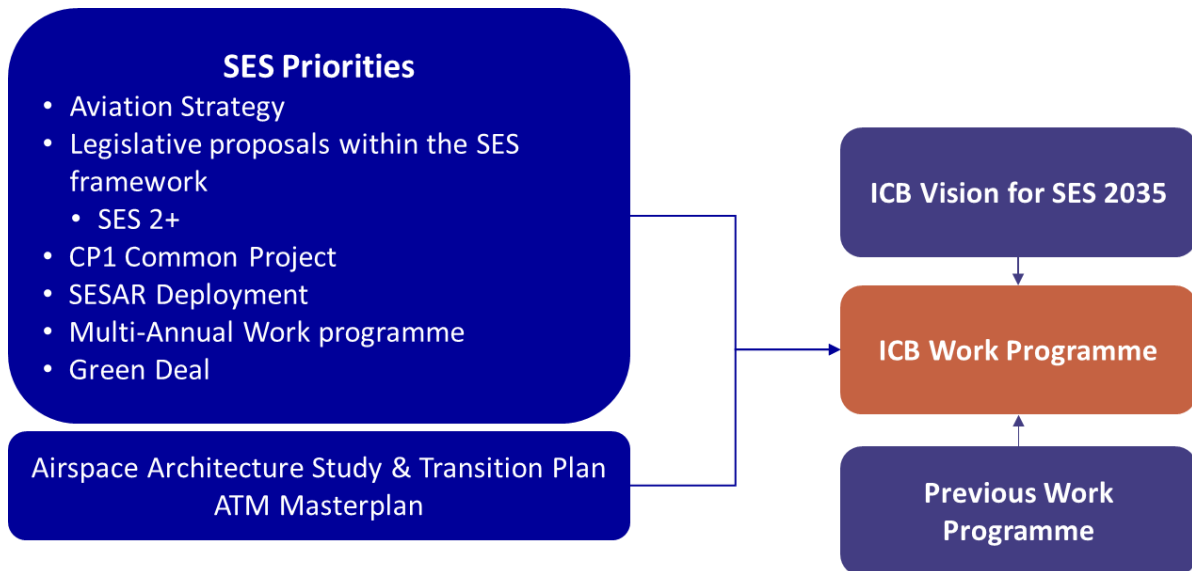 SES Priorities
• Aviation Strategy
• Legislative proposals within the SES
framework
• SES 2+
• CP1 Common Project
• SESAR Deployment
• Multi-Annual Work programme
• Green Deal
Airspace Architecture Study & Transition Plan
ATM Masterplan
ICB Vision for SES 2035
ICB Work Programme
Previous Work
Programme